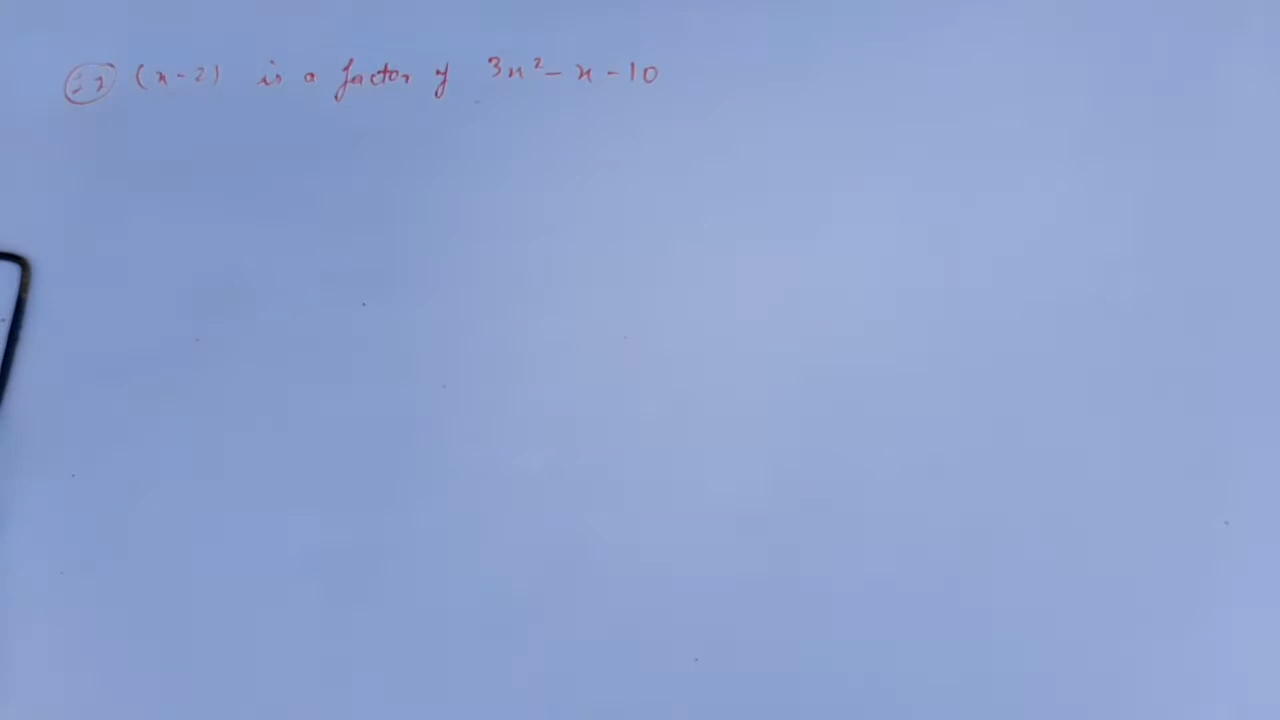 (x-2) is a factor of 3x² - x - 10